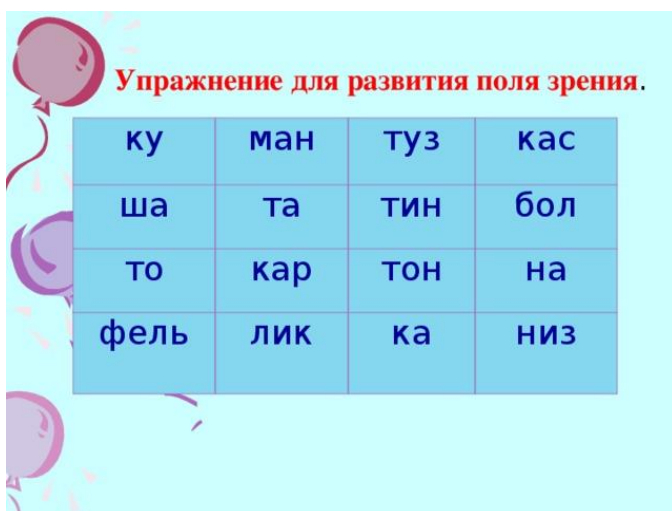 Упражнение для развития поля зрения.
ку ман туз кас
ша та тин бол
то кар тон на
фель лик ка низ